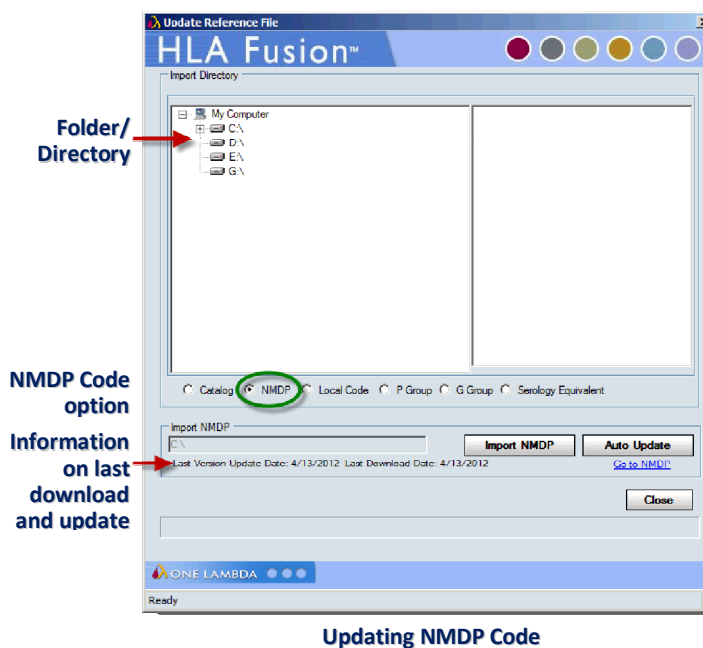 Update Reference File
HLA Fusion™
Import Directory
My Computer
C:\
D:\
E:\
G:\
Folder/
Directory
Catalog NMDP Local Code P Group G Group Serology Equivalent
NMDP Code
option
Import NMDP
C:\
Import NMDP
Auto Update
Last Version Update Date: 4/13/2012 Last Download Date: 4/13/2012
Go to NMDP
Information
on last
download
and update
Close
ONE LAMBDA
Ready
Updating NMDP Code